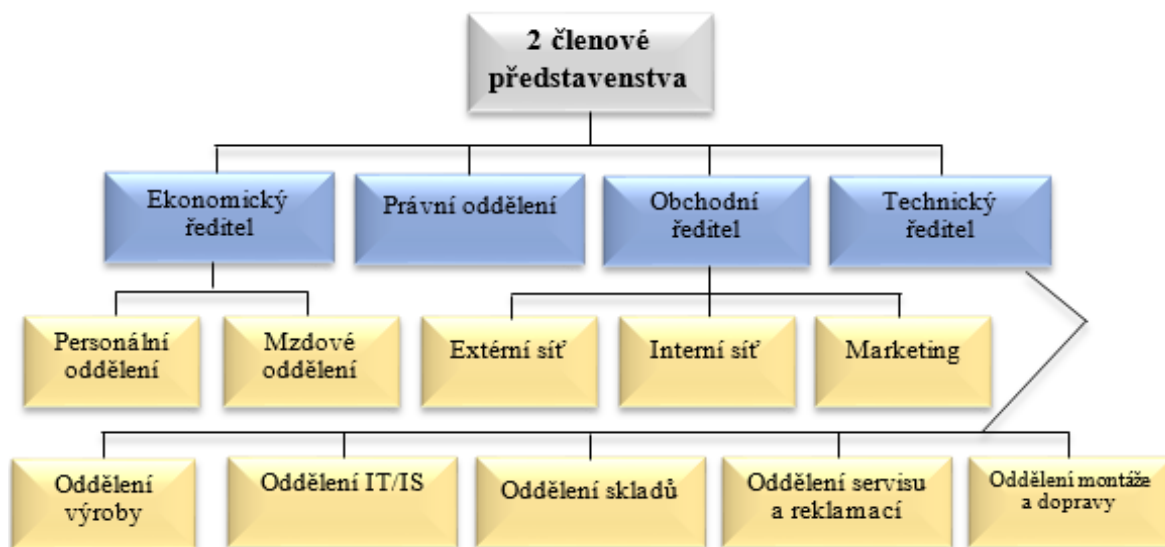 2 členové
představenstva
Ekonomický
ředitel
Právní oddělení
Obchodní
ředitel
Technický
ředitel
Personální
oddělení
Mzdové
oddělení
Extérní síť
Interní síť
Marketing
Oddělení
výroby
Oddělení IT/IS
Oddělení skladů
Oddělení servisu
a reklamací
Oddělení montáže
a dopravy